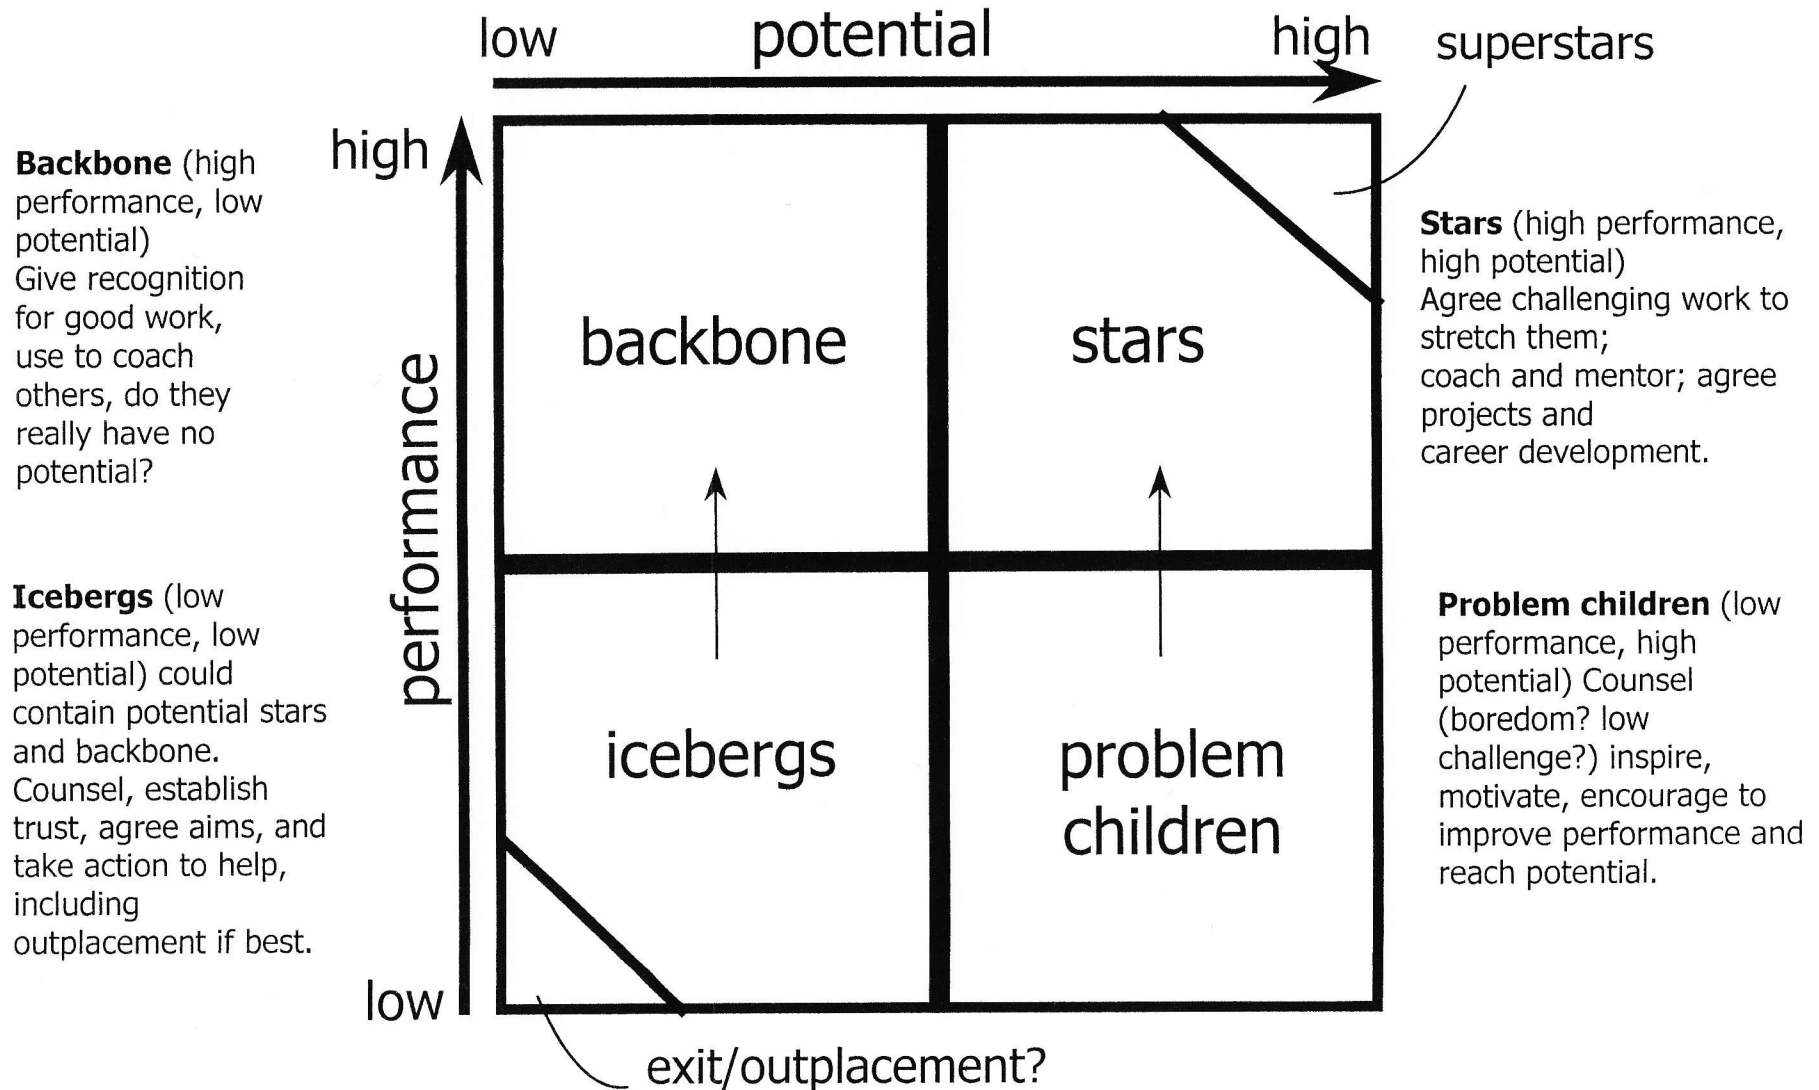 low potential high superstars
high
performance
low
Backbone (high
performance, low
potential)
Give recognition
for good work,
use to coach
others, do they
really have no
potential?
Icebergs (low
performance, low
potential) could
contain potential stars
and backbone.
Counsel, establish
trust, agree aims, and
take action to help,
including
outplacement if best.
backbone
stars
icebergs
problem
children
exit/outplacement?
Stars (high performance,
high potential)
Agree challenging work to
stretch them;
coach and mentor; agree
projects and
career development.
Problem children (low
performance, high
potential) Counsel
(boredom? low
challenge?) inspire,
motivate, encourage to
improve performance and
reach potential.